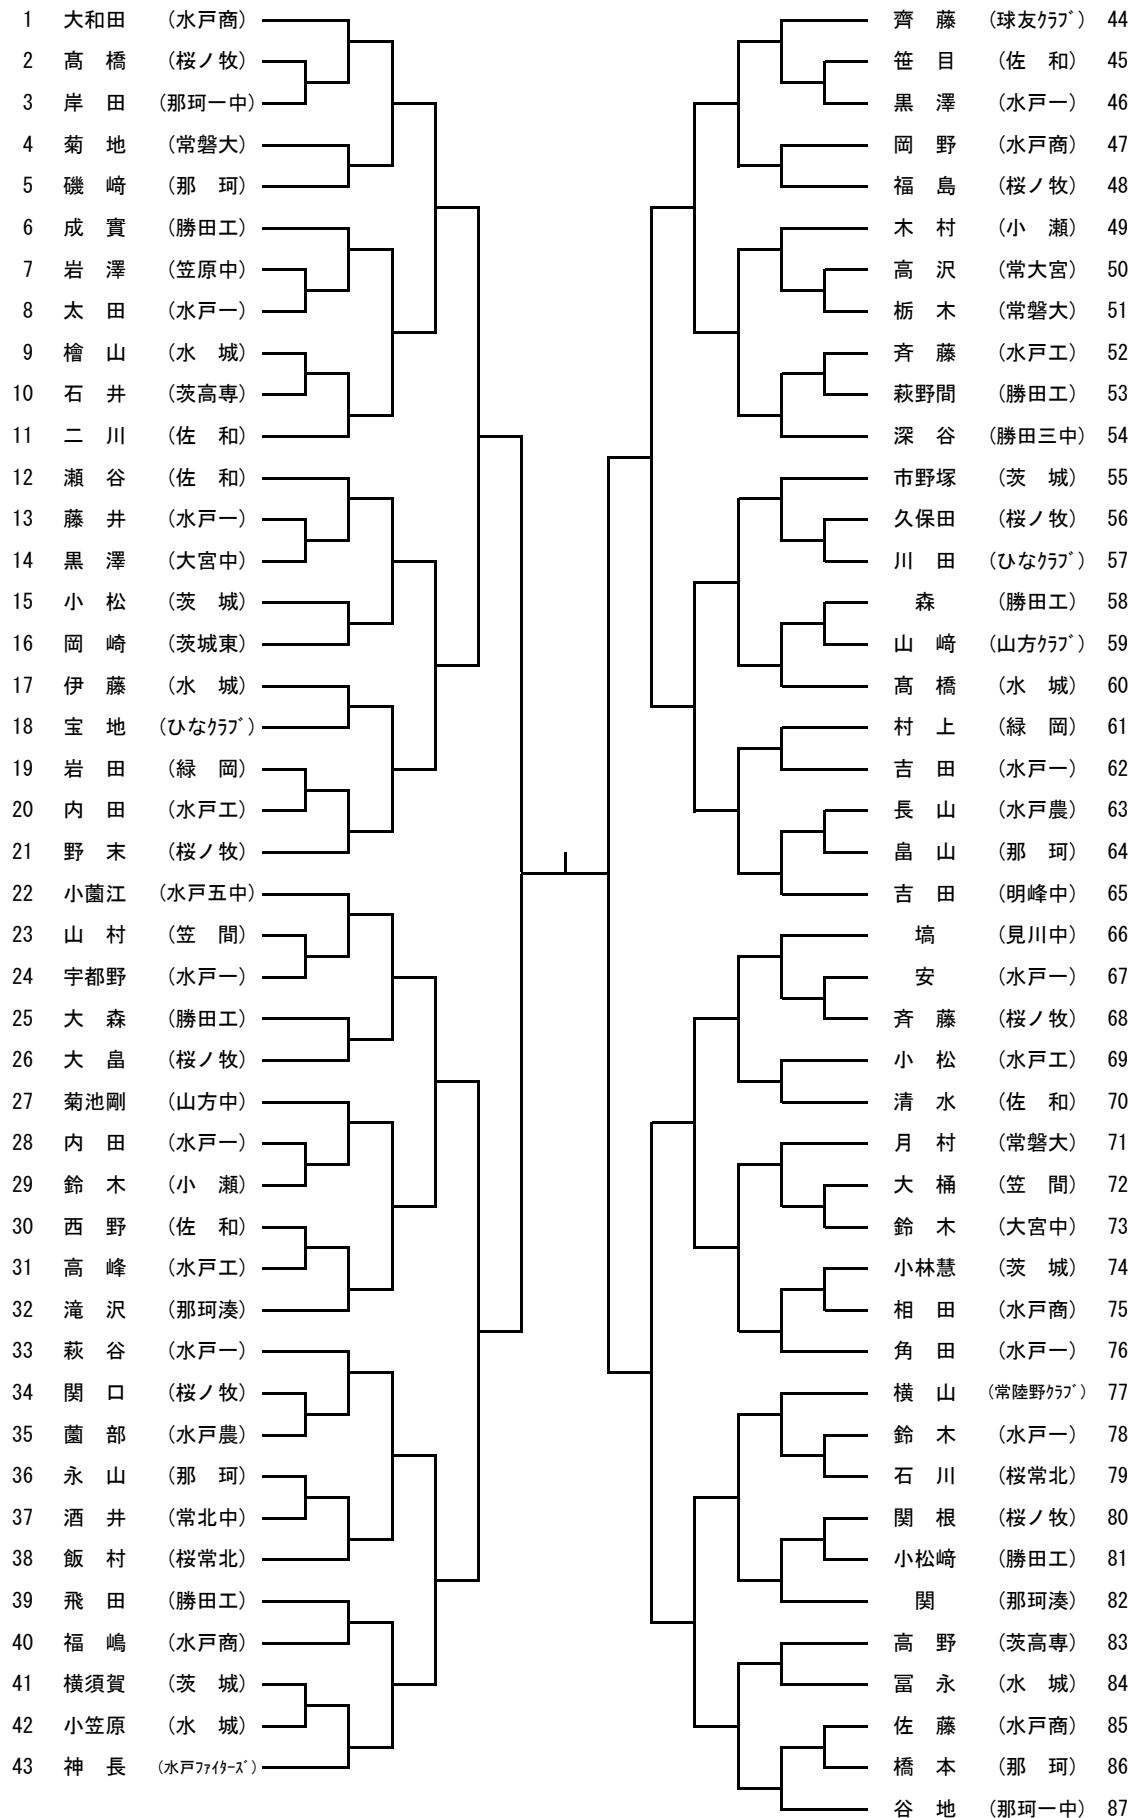 1 大和田 （水戸商）
2 髙 橋 （桜ノ牧）
3 岸 田 （那珂一中）
4 菊 地 （常磐大）
5 磯 﨑 （那 珂）
6 成 實 （勝田工）
7 岩 澤 （笠原中）
8 太 田 （水戸一）
9 檜 山 （水 城）
10 石 井 （茨高専）
11 二 川 （佐 和）
12 瀬 谷 （佐 和）
13 藤 井 （水戸一）
14 黒 澤 （大宮中）
15 小 松 （茨 城）
16 岡 崎 （茨城東）
17 伊 藤 （水 城）
18 宝 地 （ひなｸﾗﾌﾞ）
19 岩 田 （緑 岡）
20 内 田 （水戸工）
21 野 末 （桜ノ牧）
22 小薗江 （水戸五中）
23 山 村 （笠 間）
24 宇都野 （水戸一）
25 大 森 （勝田工）
26 大 畠 （桜ノ牧）
27 菊池剛 （山方中）
28 内 田 （水戸一）
29 鈴 木 （小 瀬）
30 西 野 （佐 和）
31 高 峰 （水戸工）
32 滝 沢 （那珂湊）
33 萩 谷 （水戸一）
34 関 口 （桜ノ牧）
35 薗 部 （水戸農）
36 永 山 （那 珂）
37 酒 井 （常北中）
38 飯 村 （桜常北）
39 飛 田 （勝田工）
40 福 嶋 （水戸商）
41 横須賀 （茨 城）
42 小笠原 （水 城）
43 神 長 （水戸ﾌｧｲﾀｰｽﾞ）
齊 藤 （球友ｸﾗﾌﾞ） 44
笹 目 （佐 和） 45
黒 澤 （水戸一） 46
岡 野 （水戸商） 47
福 島 （桜ノ牧） 48
木 村 （小 瀬） 49
高 沢 （常大宮） 50
栃 木 （常磐大） 51
斉 藤 （水戸工） 52
萩野間 （勝田工） 53
深 谷 （勝田三中） 54
市野塚 （茨 城） 55
久保田 （桜ノ牧） 56
川 田 （ひなｸﾗﾌﾞ） 57
森 （勝田工） 58
山 﨑 （山方ｸﾗﾌﾞ） 59
髙 橋 （水 城） 60
村 上 （緑 岡） 61
吉 田 （水戸一） 62
長 山 （水戸農） 63
畠 山 （那 珂） 64
吉 田 （明峰中） 65
塙 （見川中） 66
安 （水戸一） 67
斉 藤 （桜ノ牧） 68
小 松 （水戸工） 69
清 水 （佐 和） 70
月 村 （常磐大） 71
大 桶 （笠 間） 72
鈴 木 （大宮中） 73
小林慧 （茨 城） 74
相 田 （水戸商） 75
角 田 （水戸一） 76
横 山 （常陸野ｸﾗﾌﾞ） 77
鈴 木 （水戸一） 78
石 川 （桜常北） 79
関 根 （桜ノ牧） 80
小松﨑 （勝田工） 81
関 （那珂湊） 82
高 野 （茨高専） 83
冨 永 （水 城） 84
佐 藤 （水戸商） 85
橋 本 （那 珂） 86
谷 地 （那珂一中） 87